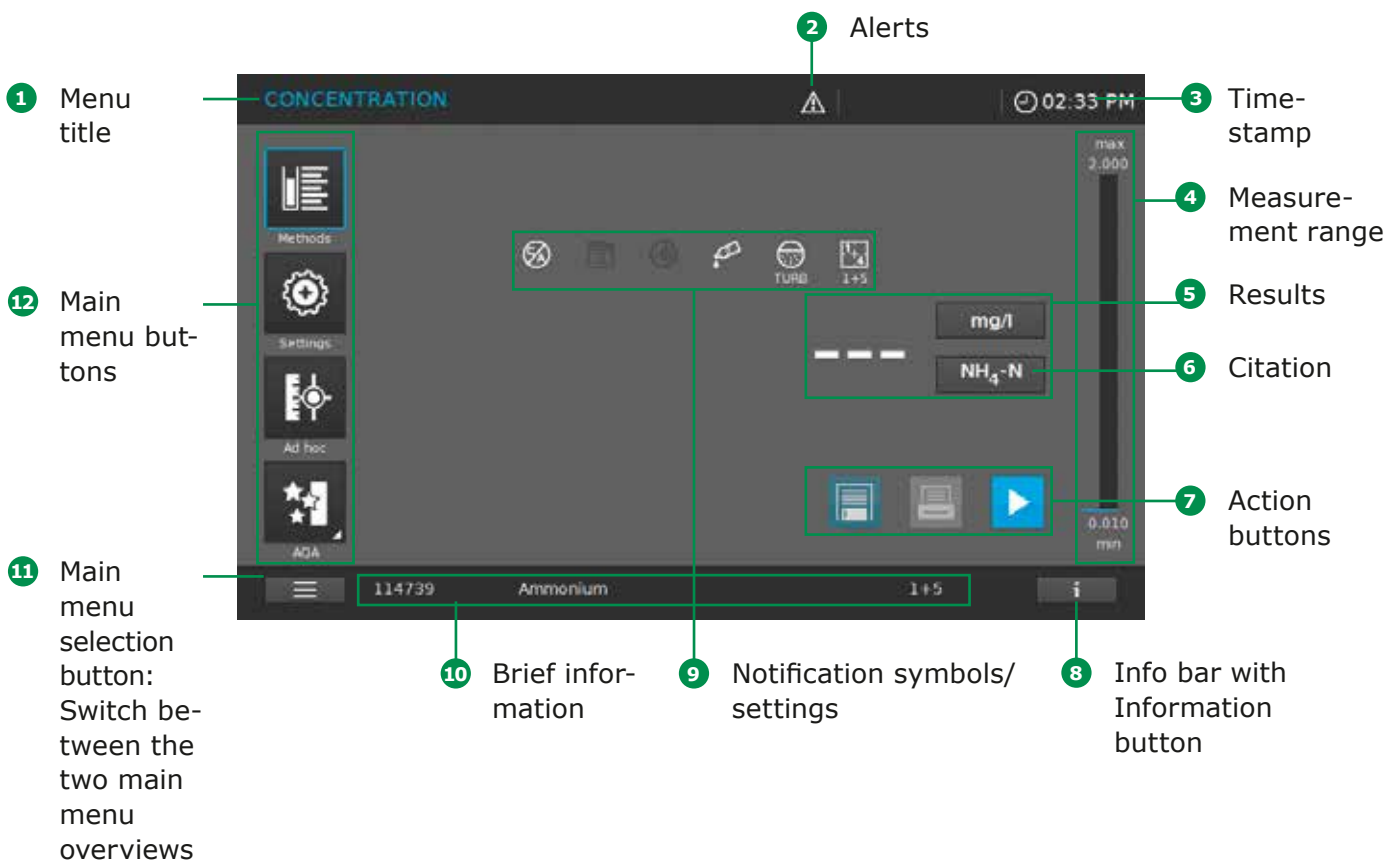 2 Alerts
1 Menu
title
CONCENTRATION
02:33 PM
3 Time-
stamp
max
2.000
4 Measure-
ment range
Methods
TURB
1+5
12 Main
menu but-
tons
Settings
5 Results
mg/l
NH₄-N
6 Citation
Ad hoc
7 Action
buttons
0.010
min
AQA
11 Main
menu
selection
button:
Switch be-
tween the
two main
menu
overviews
114739 Ammonium 1+5
i
10 Brief infor-
mation
9 Notification symbols/
settings
8 Info bar with
Information
button